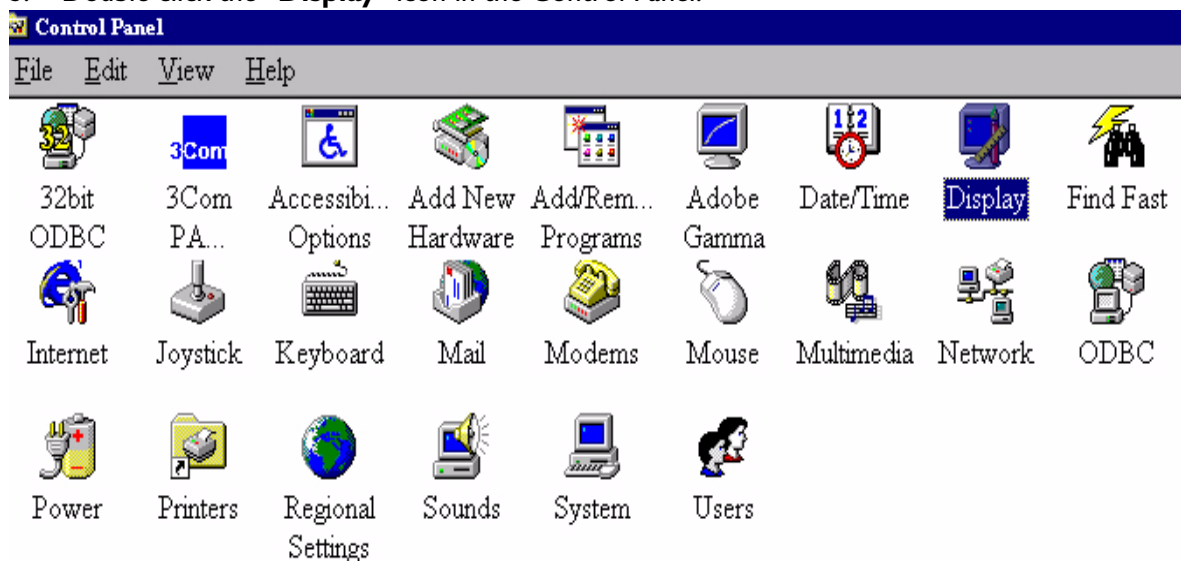 Double click the "Display" icon in the Control Panel.
Control Panel
File Edit View Help
32
3Com
12
32bit ODBC
3Com PA...
Accessibi... Options
Add New Hardware
Add/Rem... Programs
Adobe Gamma
Date/Time
Display
Find Fast
Internet
Joystick
Keyboard
Mail
Modems
Mouse
Multimedia
Network
ODBC
Power
Printers
Regional Settings
Sounds
System
Users